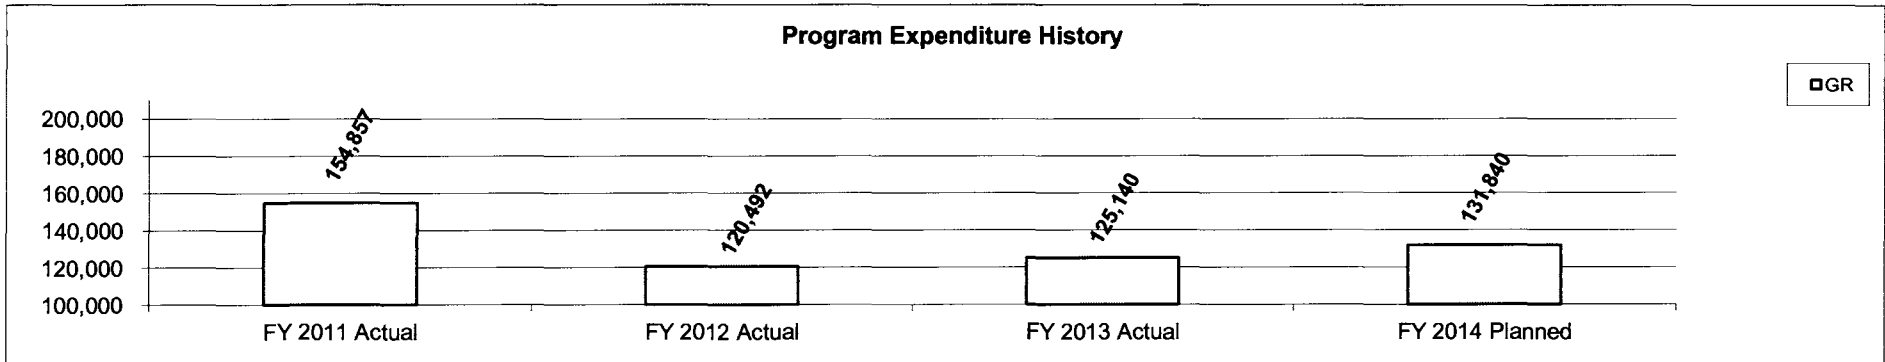 Program Expenditure History
GR
200,000
180,000
160,000
140,000
120,000
100,000
154,857
120,492
125,140
131,840
FY 2011 Actual
FY 2012 Actual
FY 2013 Actual
FY 2014 Planned